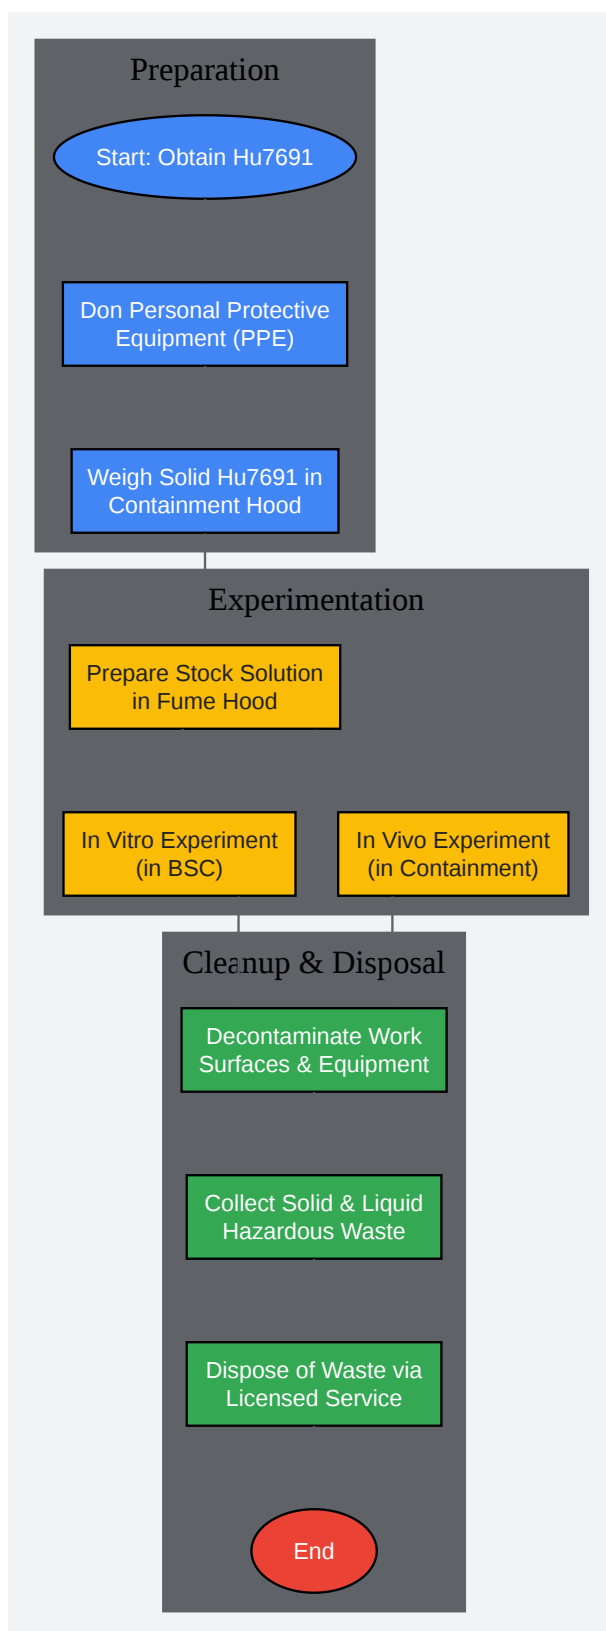 Preparation
Start: Obtain Hu7691
Don Personal Protective
Equipment (PPE)
Weigh Solid Hu7691 in
Containment Hood
Experimentation
Prepare Stock Solution
in Fume Hood
In Vitro Experiment
(in BSC)
In Vivo Experiment
(in Containment)
Cleanup & Disposal
Decontaminate Work
Surfaces & Equipment
Collect Solid & Liquid
Hazardous Waste
Dispose of Waste via
Licensed Service
End